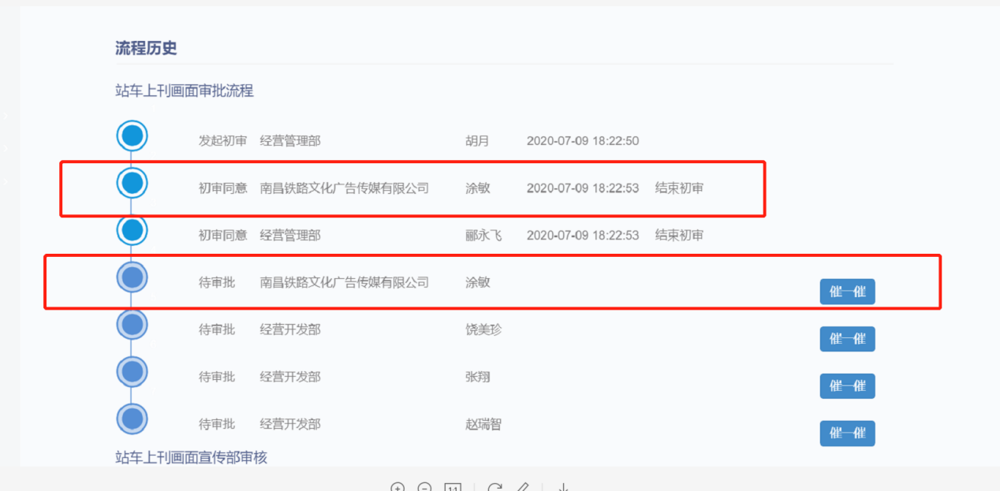 流程历史
站车上刊画面审批流程
发起初审 经营管理部 胡月 2020-07-09 18:22:50
初审同意 南昌铁路文化广告传媒有限公司 涂敏 2020-07-09 18:22:53 结束初审
初审同意 经营管理部 郦永飞 2020-07-09 18:22:53 结束初审
待审批 南昌铁路文化广告传媒有限公司 涂敏 催一催
待审批 经营开发部 饶美珍 催一催
待审批 经营开发部 张翔 催一催
待审批 经营开发部 赵瑞智 催一催
站车上刊画面宣传部审核
1:1